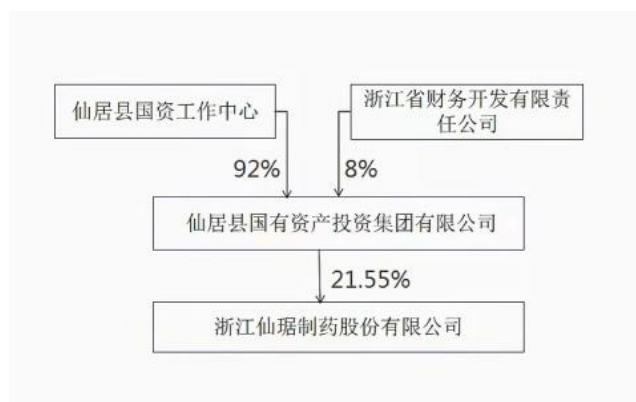 仙居县国资工作中心
浙江省财务开发有限责
任公司
92%
8%
仙居县国有资产投资集团有限公司
21.55%
浙江仙琚制药股份有限公司